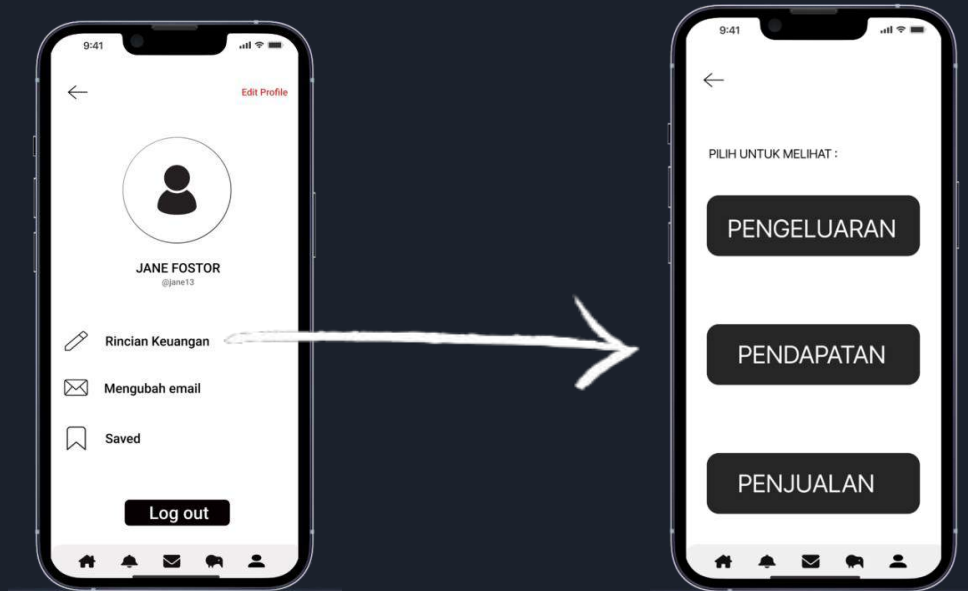 9:41
Edit Profile
JANE FOSTOR
@jane13
Rincian Keuangan
Mengubah email
Saved
Log out
9:41
PILIH UNTUK MELIHAT :
PENGELUARAN
PENDAPATAN
PENJUALAN